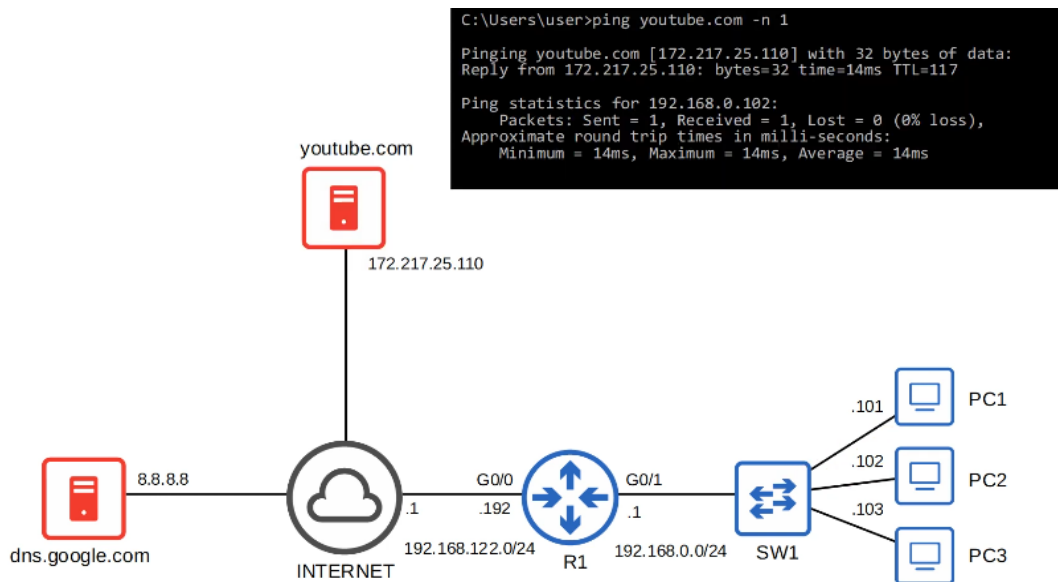 C:\Users\user>ping youtube.com -n 1
Pinging youtube.com [172.217.25.110] with 32 bytes of data:
Reply from 172.217.25.110: bytes=32 time=14ms TTL=117
Ping statistics for 192.168.0.102:
Packets: Sent = 1, Received = 1, Lost = 0 (0% loss),
Approximate round trip times in milli-seconds:
Minimum = 14ms, Maximum = 14ms, Average = 14ms
youtube.com
172.217.25.110
8.8.8.8
dns.google.com
INTERNET
.1
G0/0
.192
192.168.122.0/24
R1
G0/1
.1
192.168.0.0/24
SW1
.101
PC1
.102
PC2
.103
PC3